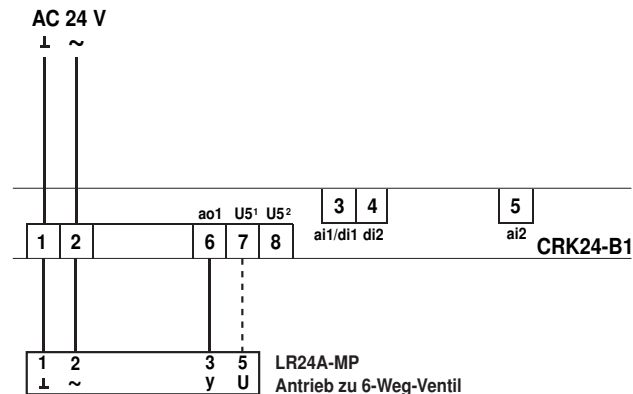 AC 24 V
⊥ ~
3 4 5
ao1 U5¹ U5²
ai1/di1 di2 ai2
1 2 6 7 8
CRK24-B1
1 2 3 5 LR24A-MP
⊥ ~ y U Antrieb zu 6-Weg-Ventil